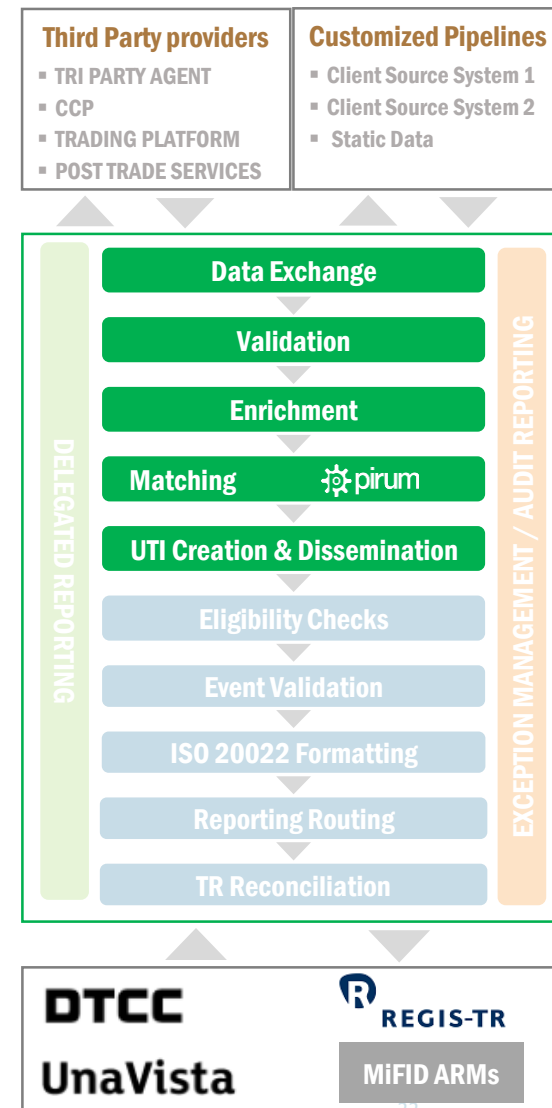 Third Party providers
▪ TRI PARTY AGENT
▪ CCP
▪ TRADING PLATFORM
▪ POST TRADE SERVICES
Customized Pipelines
▪ Client Source System 1
▪ Client Source System 2
▪ Static Data
DELEGATED REPORTING
Data Exchange
Validation
Enrichment
Matching pirum
UTI Creation & Dissemination
Eligibility Checks
Event Validation
ISO 20022 Formatting
Reporting Routing
TR Reconciliation
EXCEPTION MANAGEMENT / AUDIT REPORTING
DTCC
R
REGIS-TR
UnaVista
MiFID ARMs